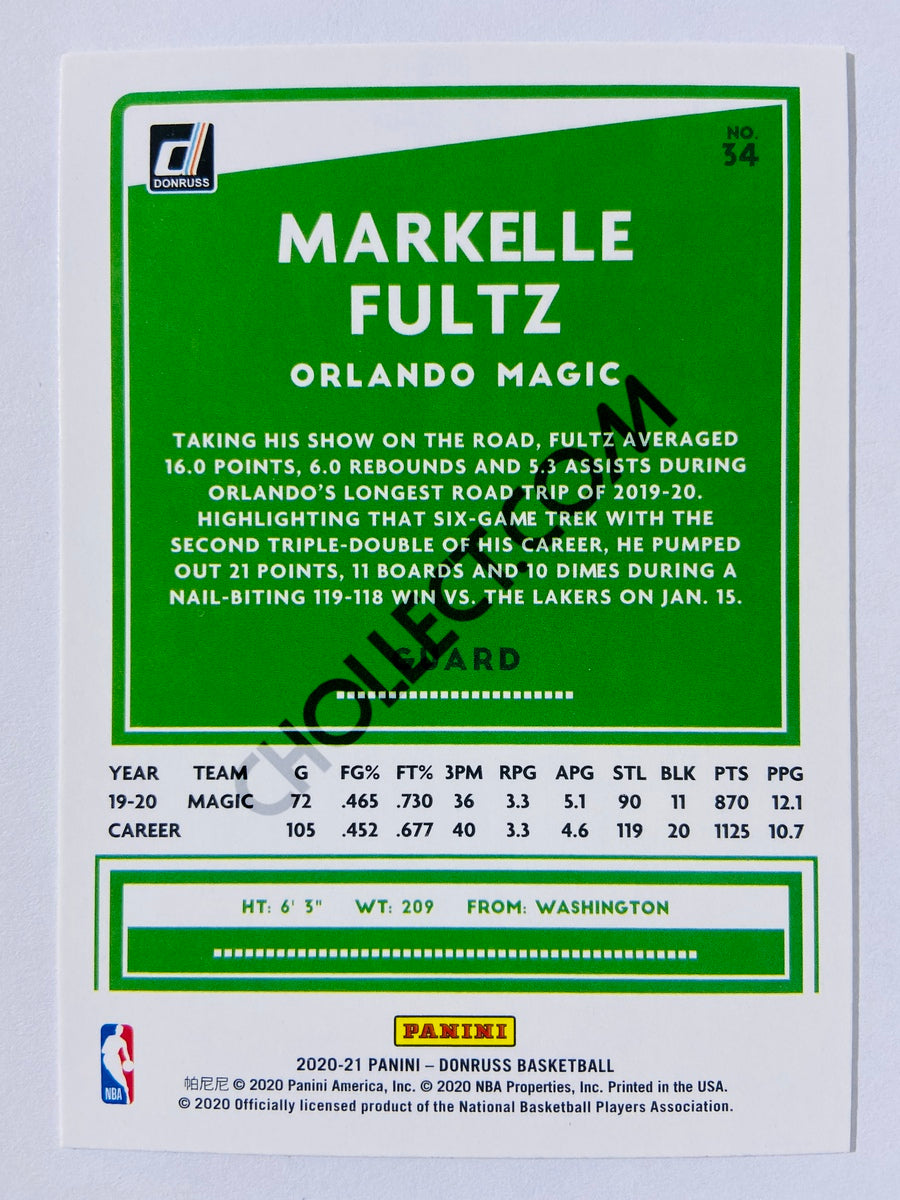 DONRUSS
NO.
34
MARKELLE
FULTZ
ORLANDO MAGIC
TAKING HIS SHOW ON THE ROAD, FULTZ AVERAGED
16.0 POINTS, 6.0 REBOUNDS AND 5.3 ASSISTS DURING
ORLANDO'S LONGEST ROAD TRIP OF 2019-20.
HIGHLIGHTING THAT SIX-GAME TREK WITH THE
SECOND TRIPLE-DOUBLE OF HIS CAREER, HE PUMPED
OUT 21 POINTS, 11 BOARDS AND 10 DIMES DURING A
NAIL-BITING 119-118 WIN VS. THE LAKERS ON JAN. 15.
GUARD
CHOLLECT.COM
YEAR TEAM G FG% FT% 3PM RPG APG STL BLK PTS PPG
19-20 MAGIC 72 .465 .730 36 3.3 5.1 90 11 870 12.1
CAREER 105 .452 .677 40 3.3 4.6 119 20 1125 10.7
HT: 6' 3" WT: 209 FROM: WASHINGTON
PANINI
NBA
2020-21 PANINI – DONRUSS BASKETBALL
帕尼尼 © 2020 Panini America, Inc. © 2020 NBA Properties, Inc. Printed in the USA.
© 2020 Officially licensed product of the National Basketball Players Association.